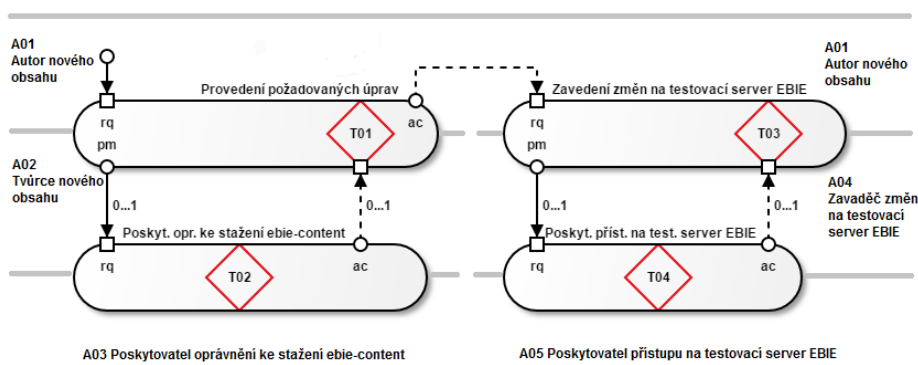 A01
Autor nového
obsahu
A01
Autor nového
obsahu
Provedení požadovaných úprav
Zavedení změn na testovací server EBIE
rq
ac
rq
T01
T03
pm
pm
A02
Tvůrce nového
obsahu
A04
Zavaděč změn
na testovací
server EBIE
0...1
0...1
0...1
0...1
Poskyt. opr. ke stažení ebie-content
Poskyt. příst. na test. server EBIE
rq
ac
rq
ac
T02
T04
A03 Poskytovatel oprávnění ke stažení ebie-content
A05 Poskytovatel přístupu na testovací server EBIE